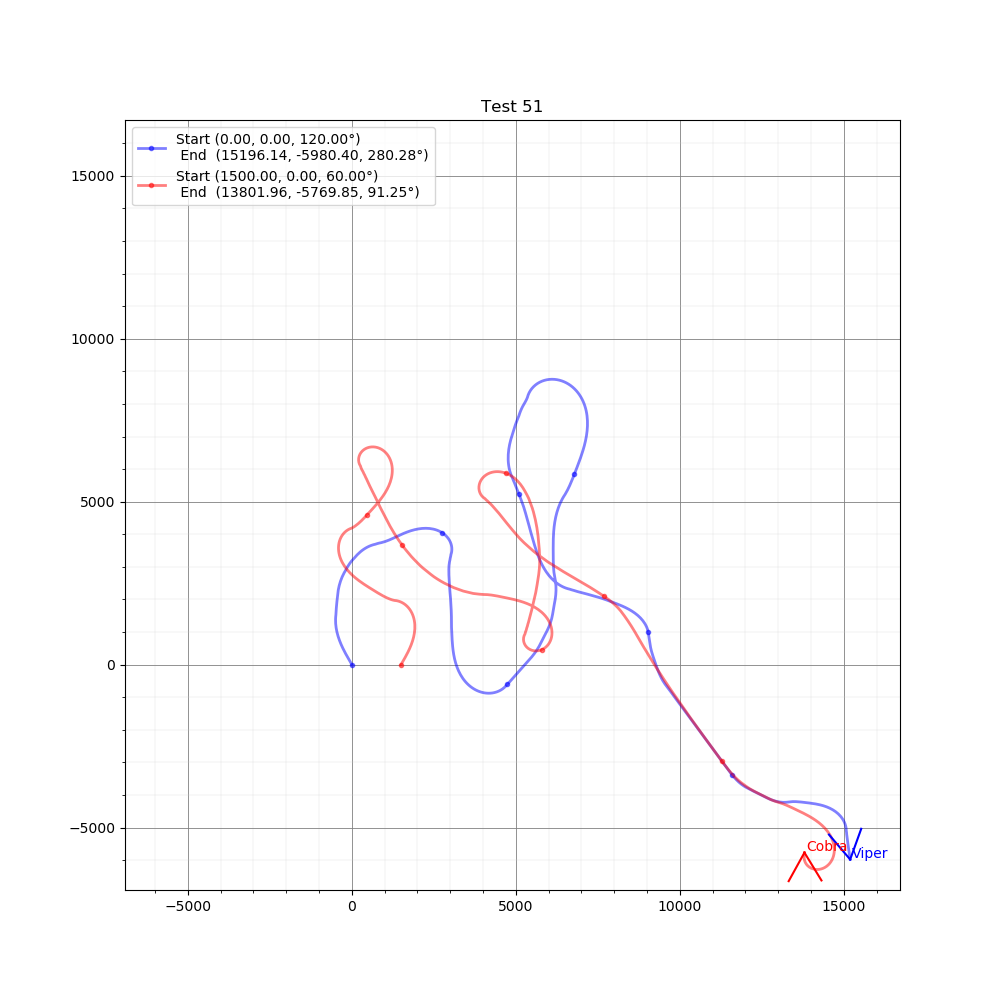 Test 51
Start (0.00, 0.00, 120.00°)
End  (15196.14, -5980.40, 280.28°)
Start (1500.00, 0.00, 60.00°)
End  (13801.96, -5769.85, 91.25°)
15000
10000
5000
0
−5000
Cobra
Viper
−5000 0 5000 10000 15000